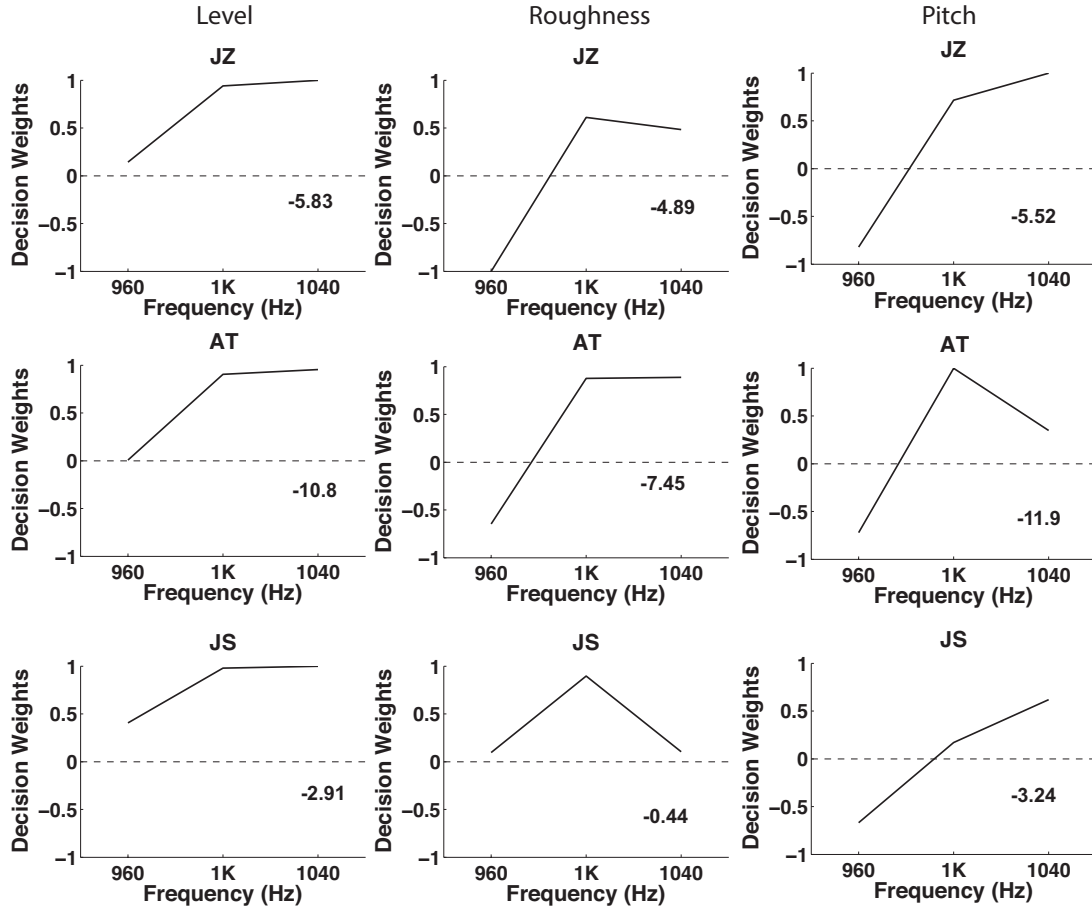 Level
Roughness
Pitch
JZ
Decision Weights
1
0.5
0
−0.5
−1
-5.83
960
1K
1040
Frequency (Hz)
JZ
Decision Weights
1
0.5
0
−0.5
−1
-4.89
960
1K
1040
Frequency (Hz)
JZ
Decision Weights
1
0.5
0
−0.5
−1
-5.52
960
1K
1040
Frequency (Hz)
AT
Decision Weights
1
0.5
0
−0.5
−1
-10.8
960
1K
1040
Frequency (Hz)
AT
Decision Weights
1
0.5
0
−0.5
−1
-7.45
960
1K
1040
Frequency (Hz)
AT
Decision Weights
1
0.5
0
−0.5
−1
-11.9
960
1K
1040
Frequency (Hz)
JS
Decision Weights
1
0.5
0
−0.5
−1
-2.91
960
1K
1040
Frequency (Hz)
JS
Decision Weights
1
0.5
0
−0.5
−1
-0.44
960
1K
1040
Frequency (Hz)
JS
Decision Weights
1
0.5
0
−0.5
−1
-3.24
960
1K
1040
Frequency (Hz)